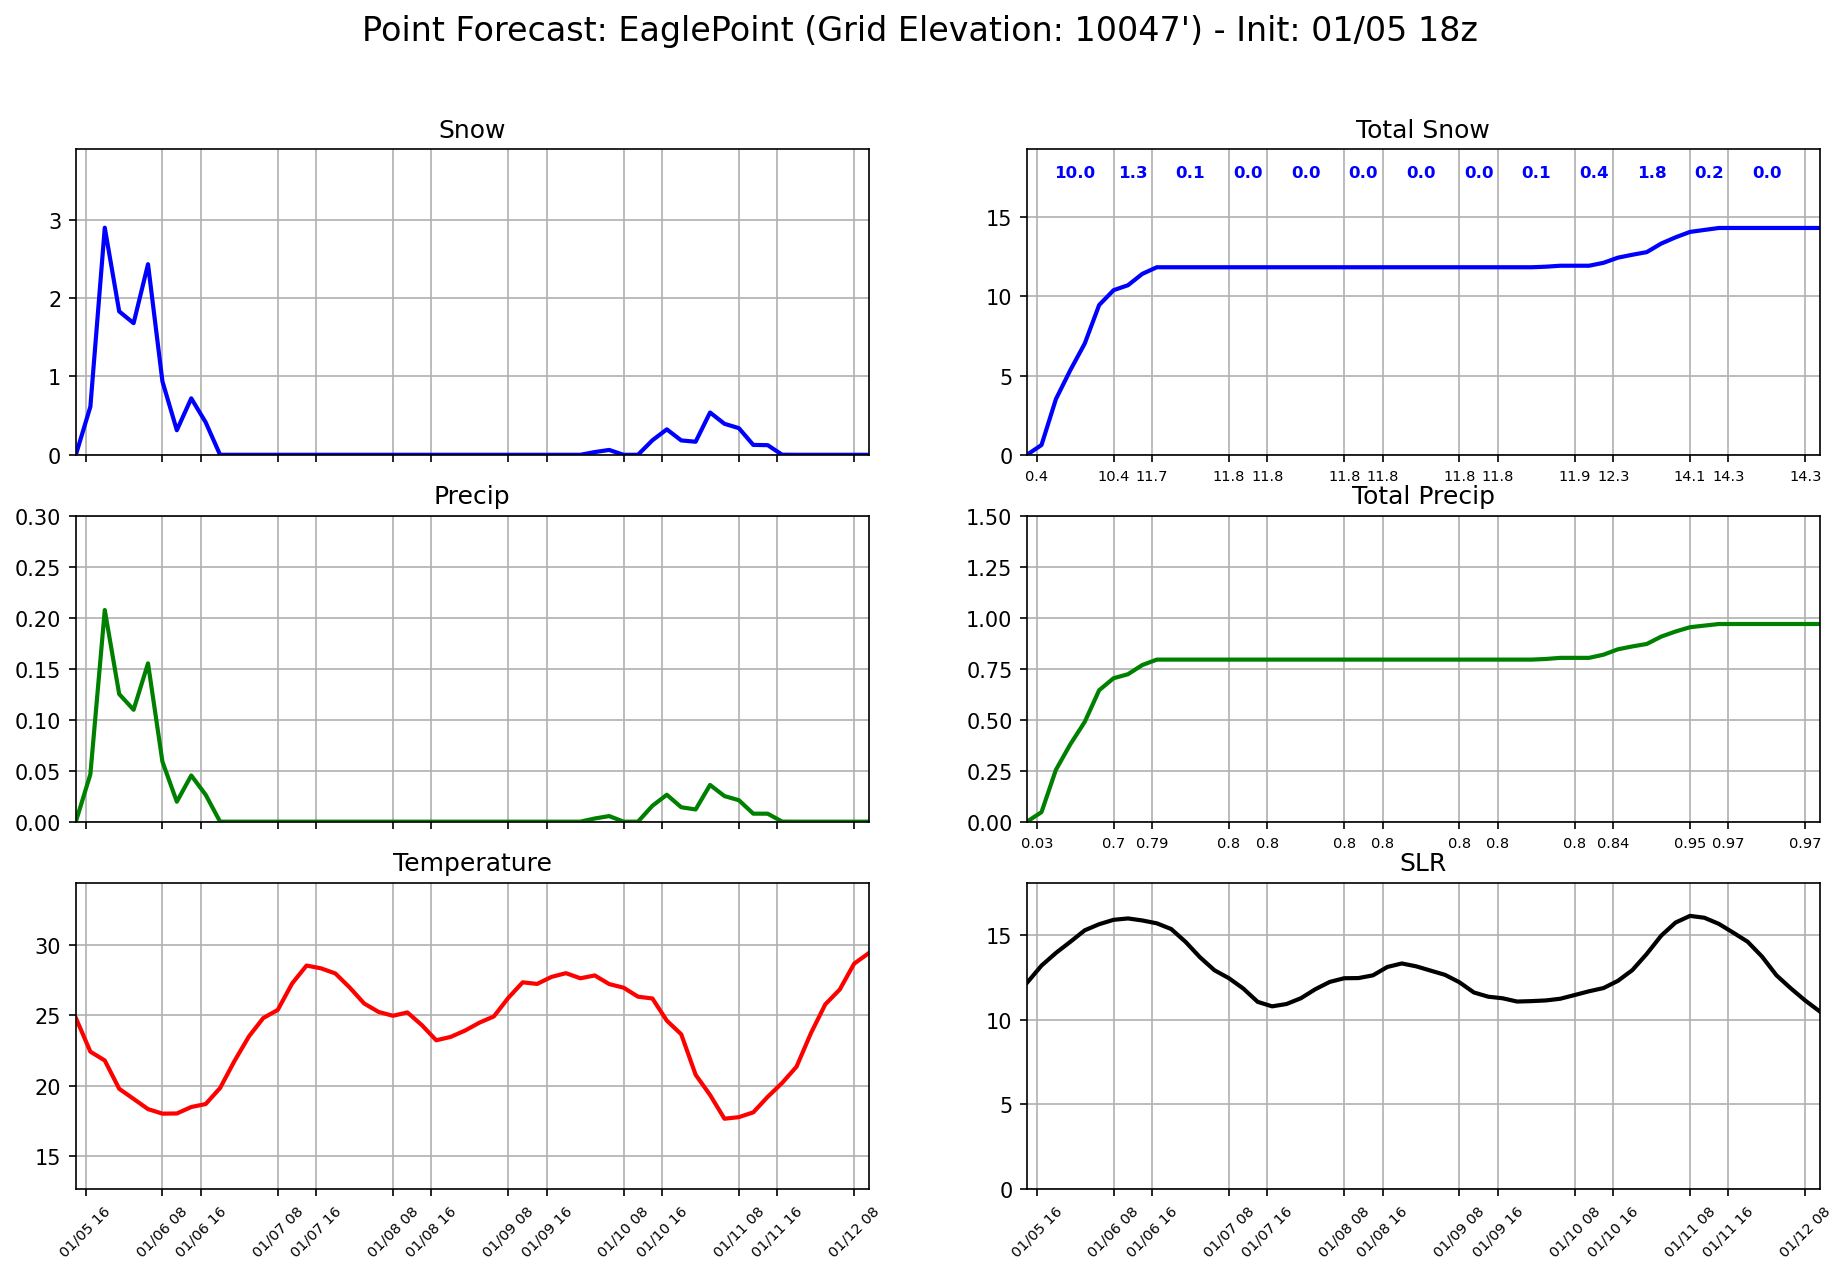 Point Forecast: EaglePoint (Grid Elevation: 10047') - Init: 01/05 18z
Snow
3
2
1
0
Total Snow
10.0 1.3 0.1 0.0 0.0 0.0 0.0 0.0 0.1 0.4 1.8 0.2 0.0
15
10
5
0
0.4 10.4 11.7 11.8 11.8 11.8 11.8 11.8 11.8 11.9 12.3 14.1 14.3 14.3
Precip
0.30
0.25
0.20
0.15
0.10
0.05
0.00
Total Precip
1.50
1.25
1.00
0.75
0.50
0.25
0.00
0.03 0.7 0.79 0.8 0.8 0.8 0.8 0.8 0.8 0.8 0.84 0.95 0.97 0.97
Temperature
30
25
20
15
01/05 16 01/06 08 01/06 16 01/07 08 01/07 16 01/08 08 01/08 16 01/09 08 01/09 16 01/10 08 01/10 16 01/11 08 01/11 16 01/12 08
SLR
15
10
5
0
01/05 16 01/06 08 01/06 16 01/07 08 01/07 16 01/08 08 01/08 16 01/09 08 01/09 16 01/10 08 01/10 16 01/11 08 01/11 16 01/12 08